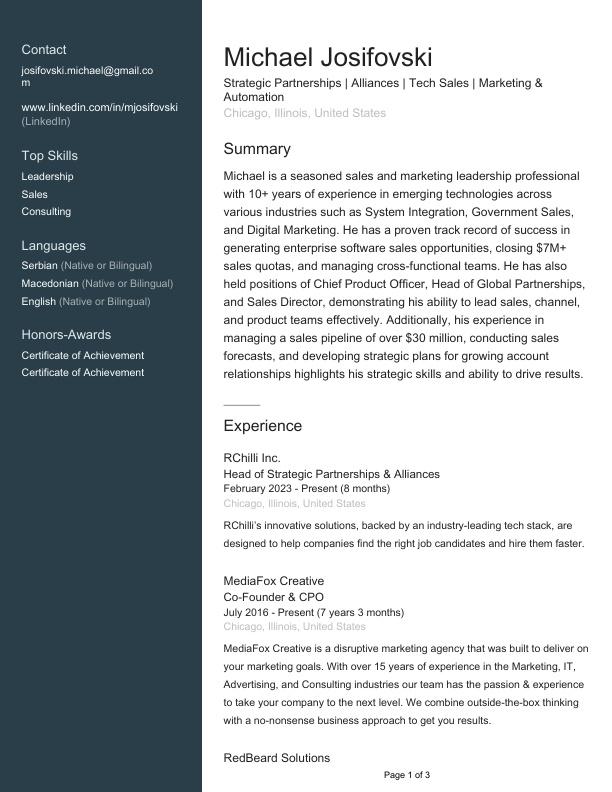 Contact
josifovski.michael@gmail.co
m
www.linkedin.com/in/mjosifovski
(LinkedIn)
Top Skills
Leadership
Sales
Consulting
Languages
Serbian (Native or Bilingual)
Macedonian (Native or Bilingual)
English (Native or Bilingual)
Honors-Awards
Certificate of Achievement
Certificate of Achievement
Michael Josifovski
Strategic Partnerships | Alliances | Tech Sales | Marketing &
Automation
Chicago, Illinois, United States
Summary
Michael is a seasoned sales and marketing leadership professional
with 10+ years of experience in emerging technologies across
various industries such as System Integration, Government Sales,
and Digital Marketing. He has a proven track record of success in
generating enterprise software sales opportunities, closing $7M+
sales quotas, and managing cross-functional teams. He has also
held positions of Chief Product Officer, Head of Global Partnerships,
and Sales Director, demonstrating his ability to lead sales, channel,
and product teams effectively. Additionally, his experience in
managing a sales pipeline of over $30 million, conducting sales
forecasts, and developing strategic plans for growing account
relationships highlights his strategic skills and ability to drive results.
Experience
RChilli Inc.
Head of Strategic Partnerships & Alliances
February 2023 - Present (8 months)
Chicago, Illinois, United States
RChilli’s innovative solutions, backed by an industry-leading tech stack, are
designed to help companies find the right job candidates and hire them faster.
MediaFox Creative
Co-Founder & CPO
July 2016 - Present (7 years 3 months)
Chicago, Illinois, United States
MediaFox Creative is a disruptive marketing agency that was built to deliver on
your marketing goals. With over 15 years of experience in the Marketing, IT,
Advertising, and Consulting industries our team has the passion & experience
to take your company to the next level. We combine outside-the-box thinking
with a no-nonsense business approach to get you results.
RedBeard Solutions
Page 1 of 3